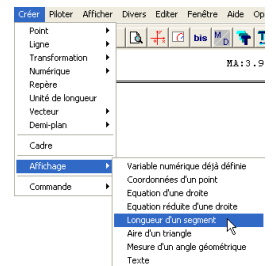 Créer Piloter Afficher Divers Editer Fenêtre Aide Op
bis
MA:3.9
Point
Ligne
Transformation
Numérique
Repère
Unité de longueur
Vecteur
Demi-plan
Cadre
Affichage
Commande
Variable numérique déjà définie
Coordonnées d'un point
Equation d'une droite
Equation réduite d'une droite
Longueur d'un segment
Aire d'un triangle
Mesure d'un angle géométrique
Texte